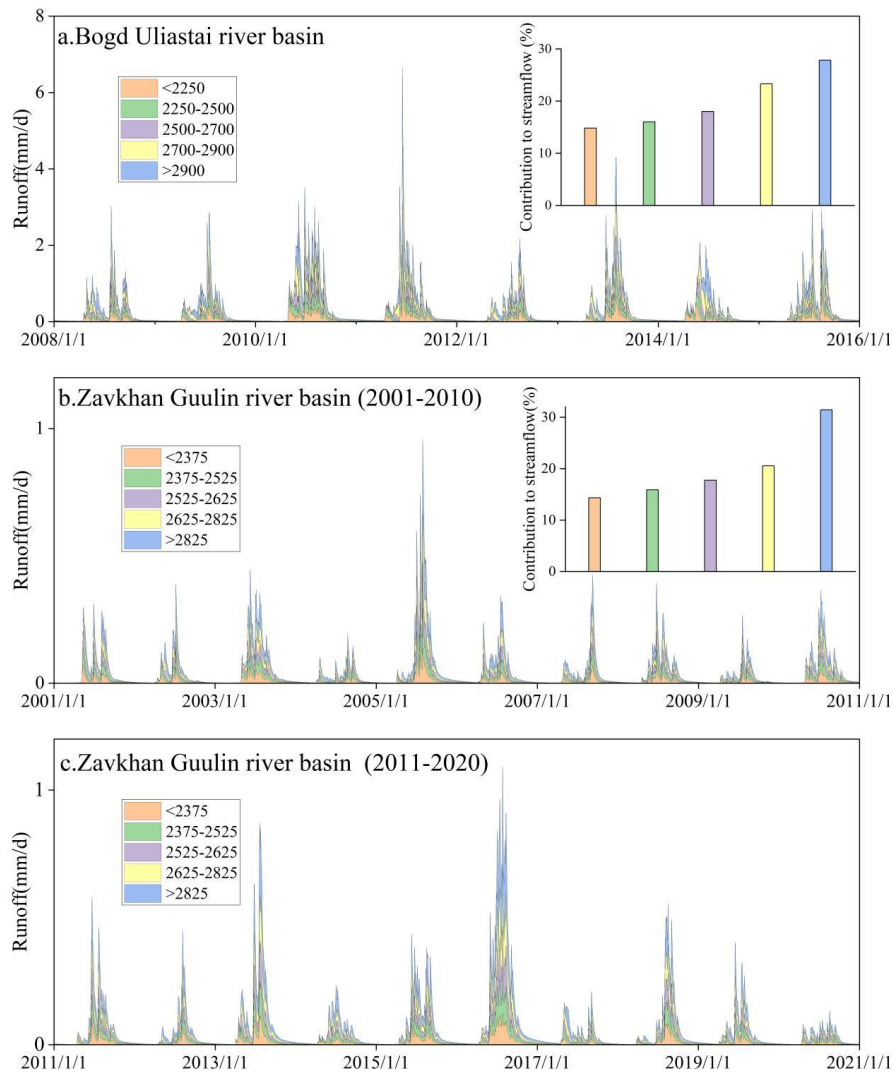 a.Bogd Uliastai river basin
8
6
4
2
0
Runoff(mm/d)
<2250
2250-2500
2500-2700
2700-2900
>2900
Contribution to streamflow (%)
30
20
10
0
2008/1/1 2010/1/1 2012/1/1 2014/1/1 2016/1/1
b.Zavkhan Guulin river basin (2001-2010)
1
0
Runoff(mm/d)
<2375
2375-2525
2525-2625
2625-2825
>2825
Contribution to streamflow(%)
30
20
10
0
2001/1/1 2003/1/1 2005/1/1 2007/1/1 2009/1/1 2011/1/1
c.Zavkhan Guulin river basin (2011-2020)
1
0
Runoff(mm/d)
<2375
2375-2525
2525-2625
2625-2825
>2825
2011/1/1 2013/1/1 2015/1/1 2017/1/1 2019/1/1 2021/1/1